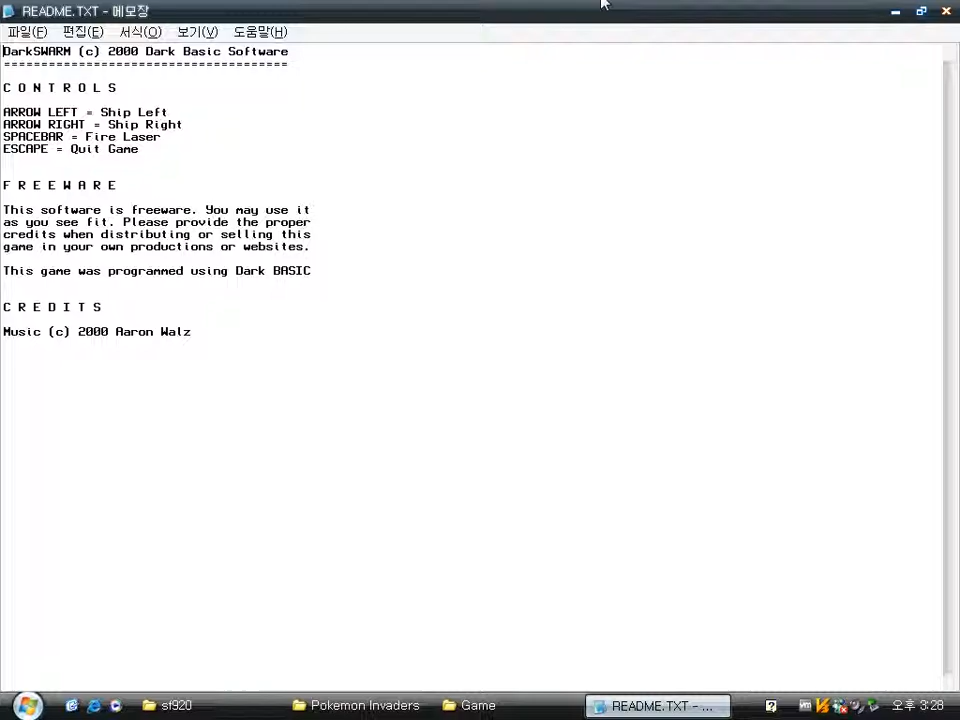 README.TXT - 메모장
파일(F) 편집(E) 서식(O) 보기(V) 도움말(H)
DarkSWARM (c) 2000 Dark Basic Software
======================================
C O N T R O L S
ARROW LEFT = Ship Left
ARROW RIGHT = Ship Right
SPACEBAR = Fire Laser
ESCAPE = Quit Game
F R E E W A R E
This software is freeware. You may use it
as you see fit. Please provide the proper
credits when distributing or selling this
game in your own productions or websites.
This game was programmed using Dark BASIC
C R E D I T S
Music (c) 2000 Aaron Walz
sf920 Pokemon Invaders Game README.TXT - ... 오후 3:28